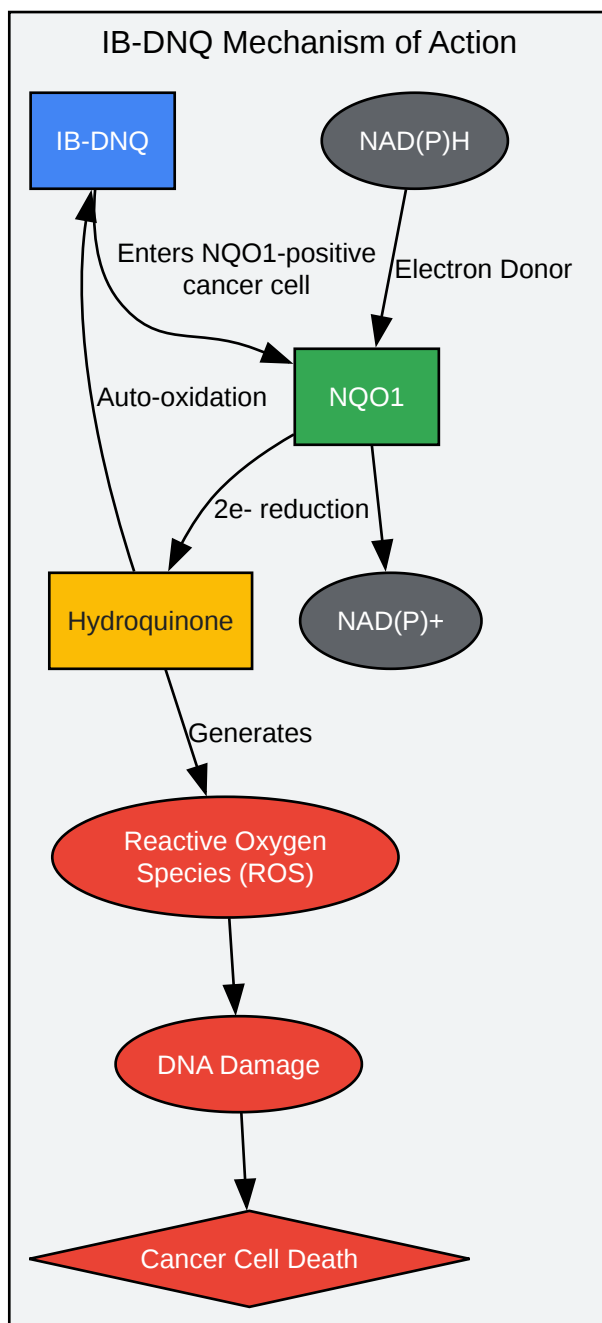 IB-DNQ Mechanism of Action
IB-DNQ
NAD(P)H
Enters NQO1-positive
cancer cell
Electron Donor
Auto-oxidation
NQO1
2e- reduction
Hydroquinone
NAD(P)+
Generates
Reactive Oxygen
Species (ROS)
DNA Damage
Cancer Cell Death